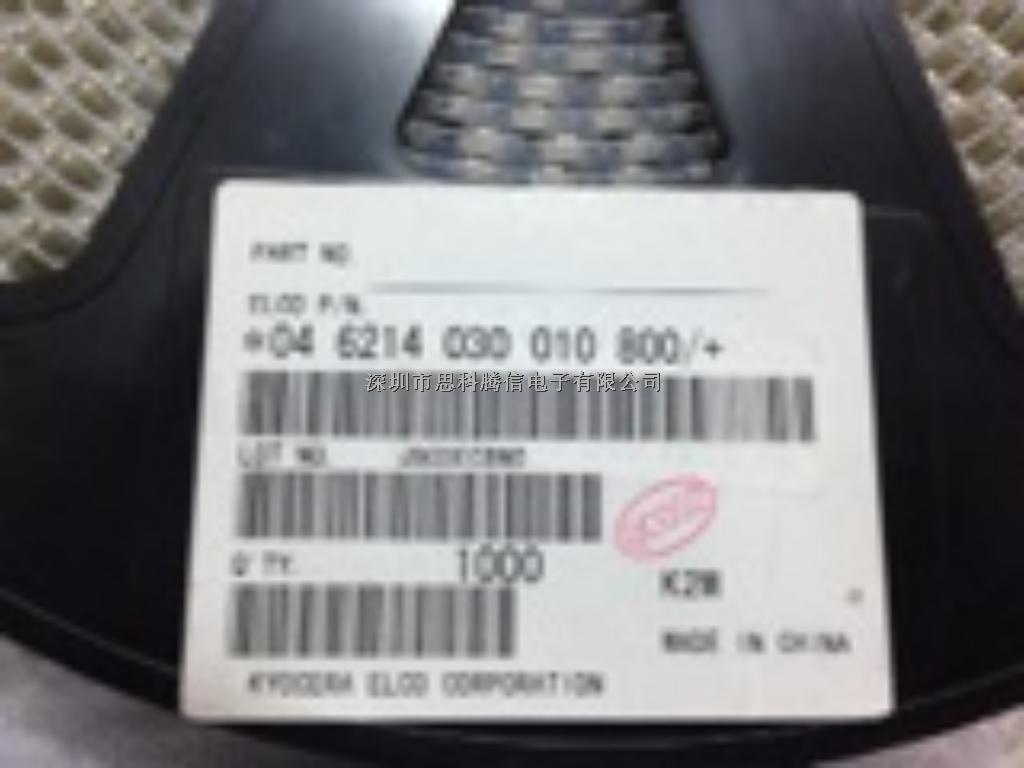 PART NO.
ELCO P/N.
*04 6214 030 010 800/+
深圳市思科腾信电子有限公司
LOT NO.
Q'TY. 1000
K2W
MADE IN CHINA
KYOCERA ELCO CORPORATION